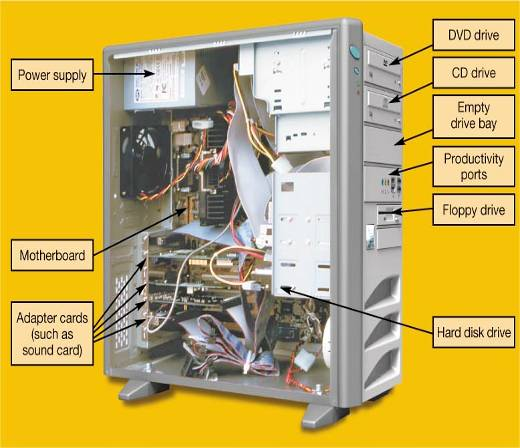 Power supply
Motherboard
Adapter cards
(such as
sound card)
DVD drive
CD drive
Empty
drive bay
Productivity
ports
Floppy drive
Hard disk drive